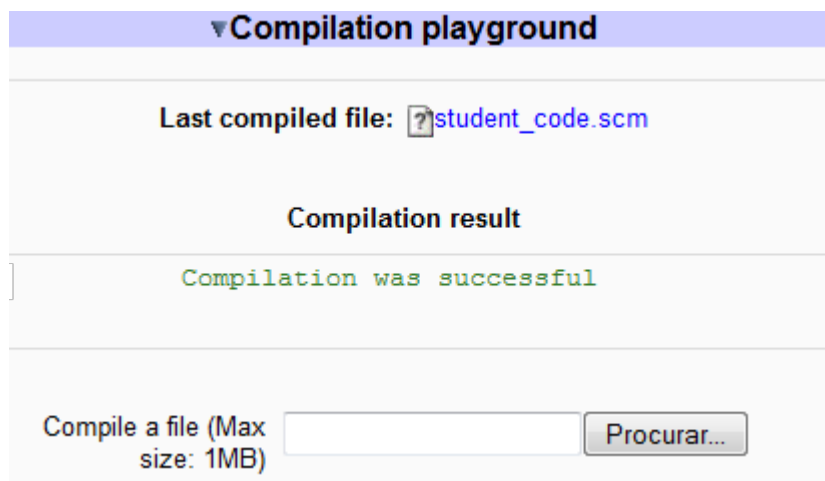 ▾Compilation playground
Last compiled file: student_code.scm
Compilation result
Compilation was successful
Compile a file (Max
size: 1MB)
Procurar...